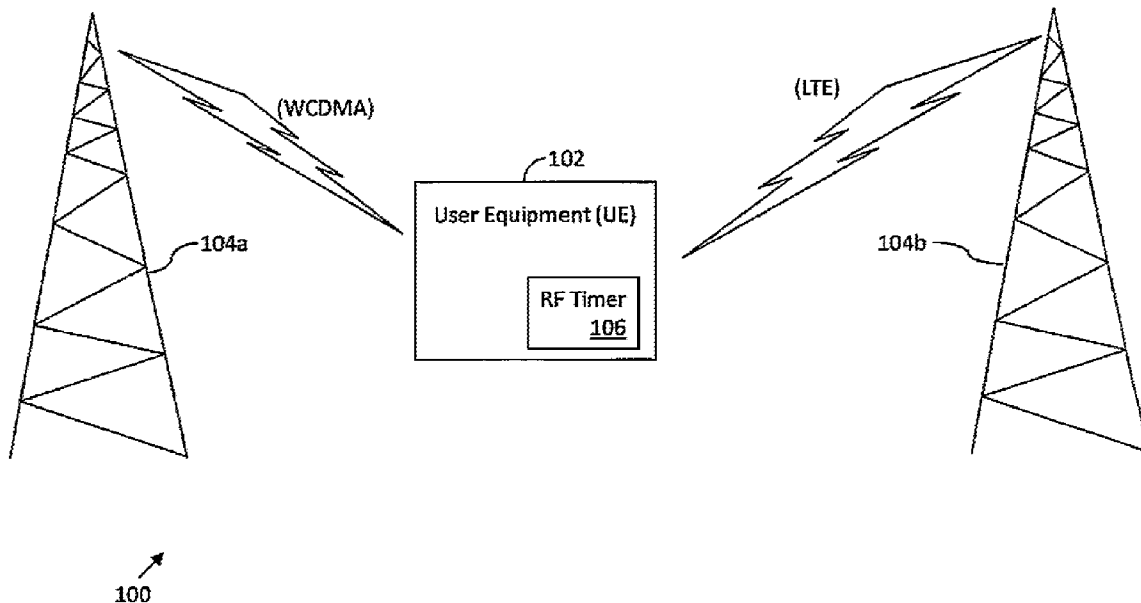 (WCDMA)
(LTE)
102
User Equipment (UE)
104a
104b
RF Timer
106
100